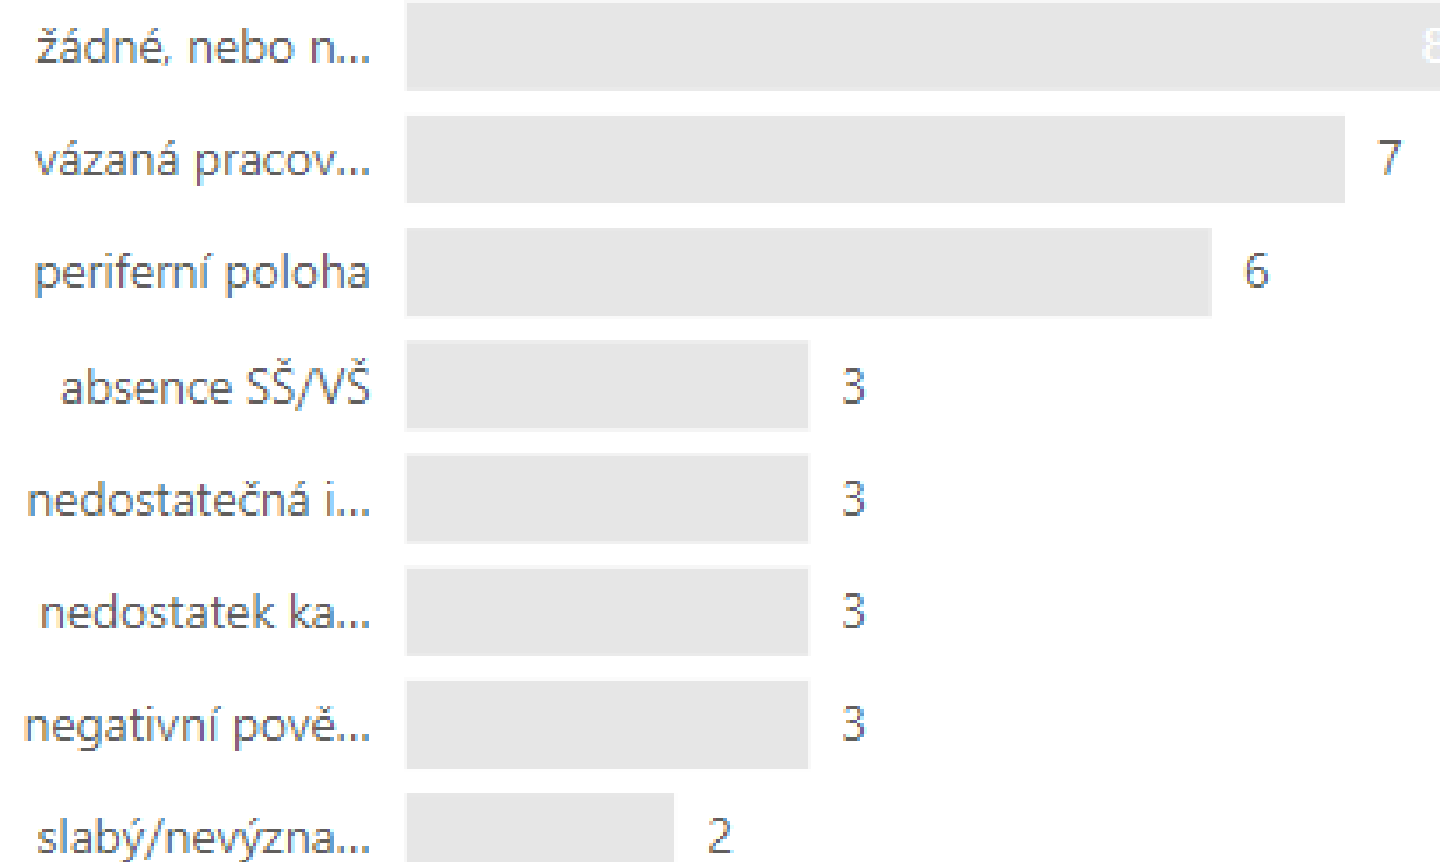 žádné, nebo n... 8
vázaná pracov... 7
periferní poloha 6
absence SŠ/VŠ 3
nedostatečná i... 3
nedostatek ka... 3
negativní pově... 3
slabý/nevýzna... 2